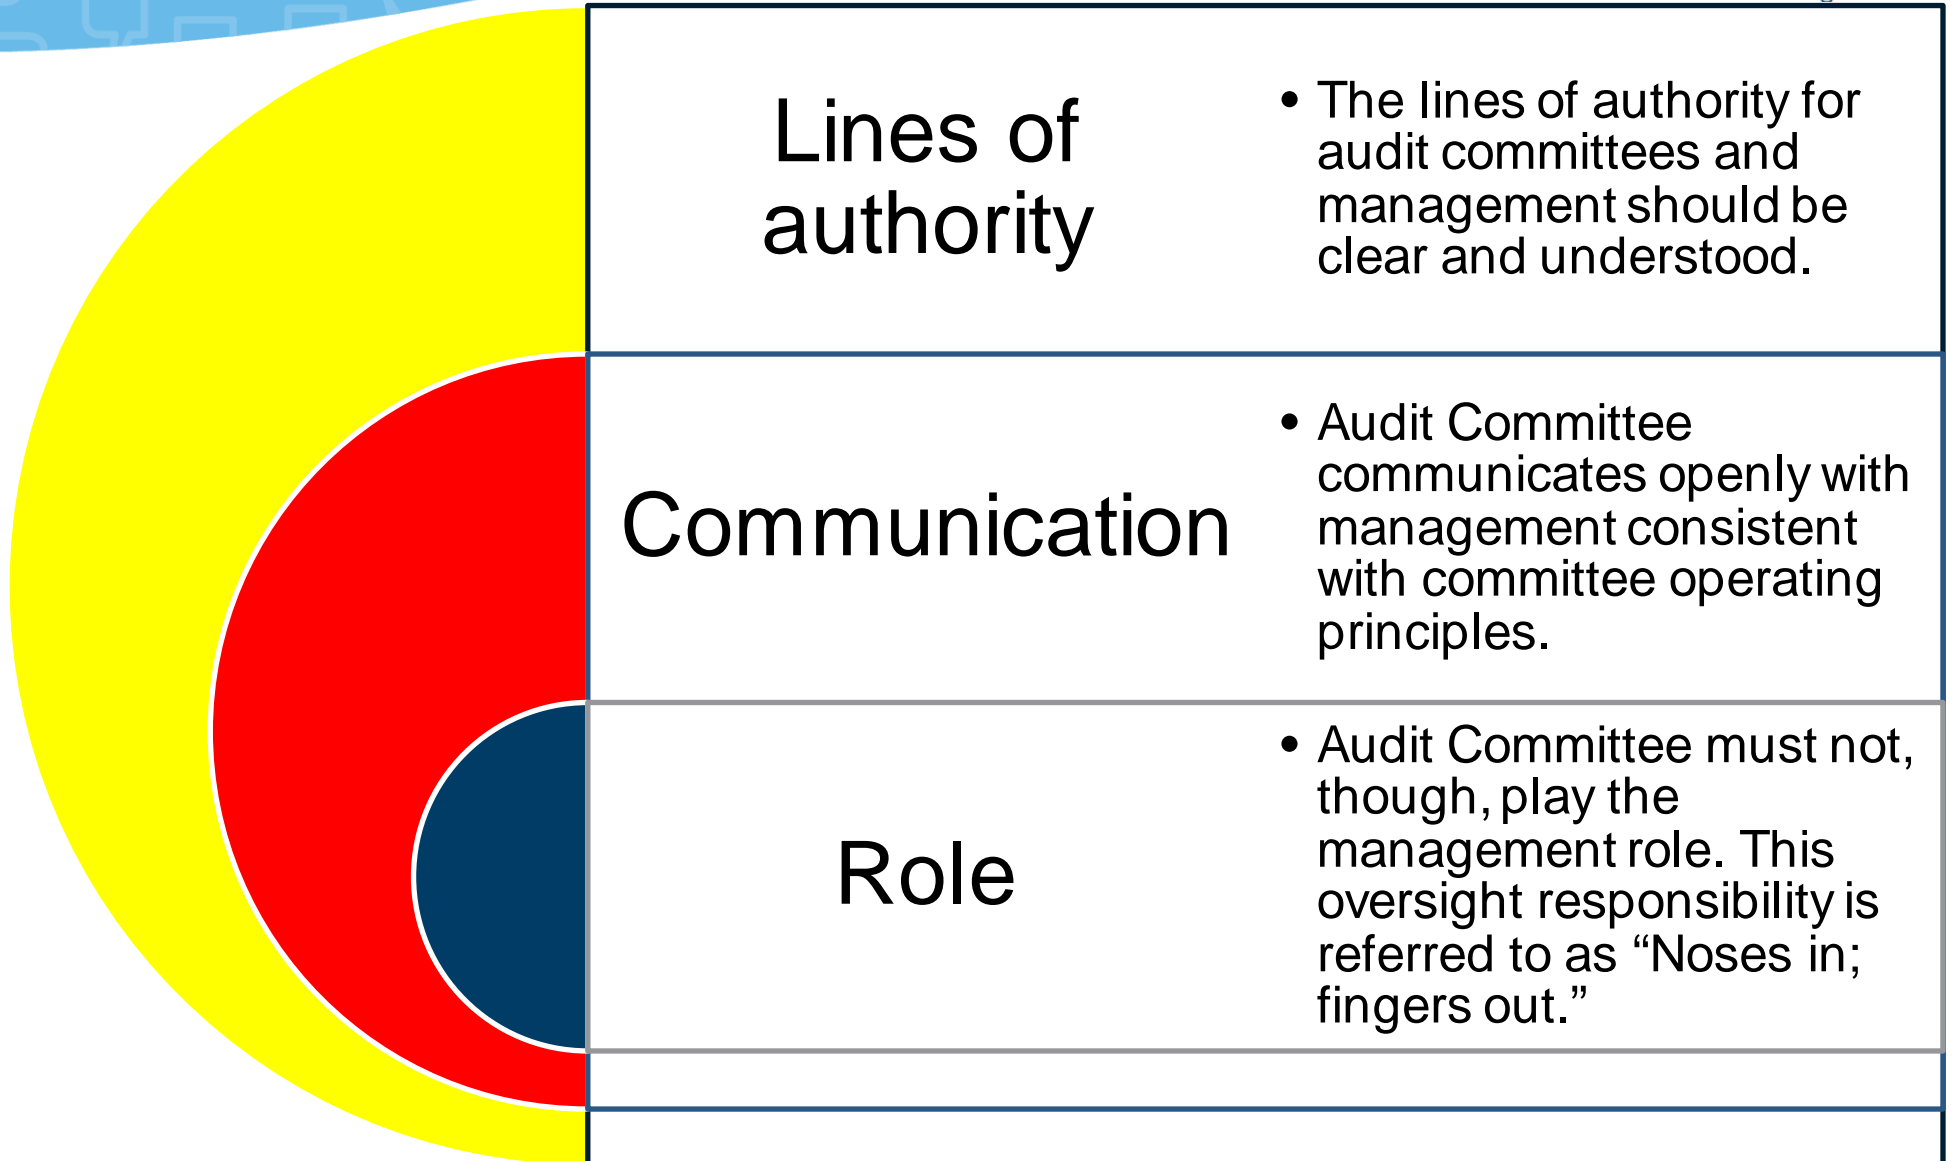 Lines of
authority
• The lines of authority for
audit committees and
management should be
clear and understood.
Communication
• Audit Committee
communicates openly with
management consistent
with committee operating
principles.
Role
• Audit Committee must not,
though, play the
management role. This
oversight responsibility is
referred to as “Noses in;
fingers out.”